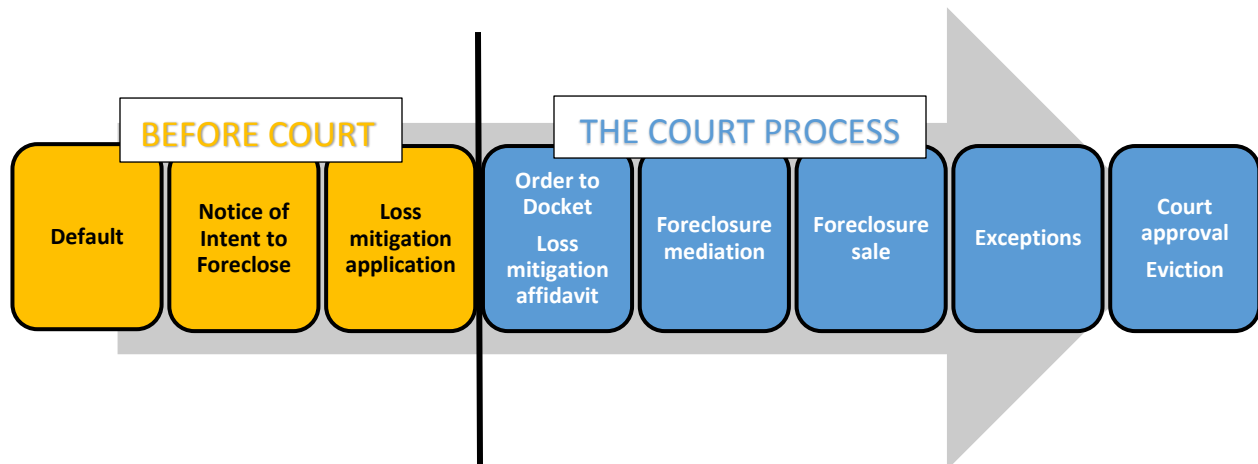 BEFORE COURT
THE COURT PROCESS
Default
Notice of
Intent to
Foreclose
Loss
mitigation
application
Order to
Docket
Loss
mitigation
affidavit
Foreclosure
mediation
Foreclosure
sale
Exceptions
Court
approval
Eviction